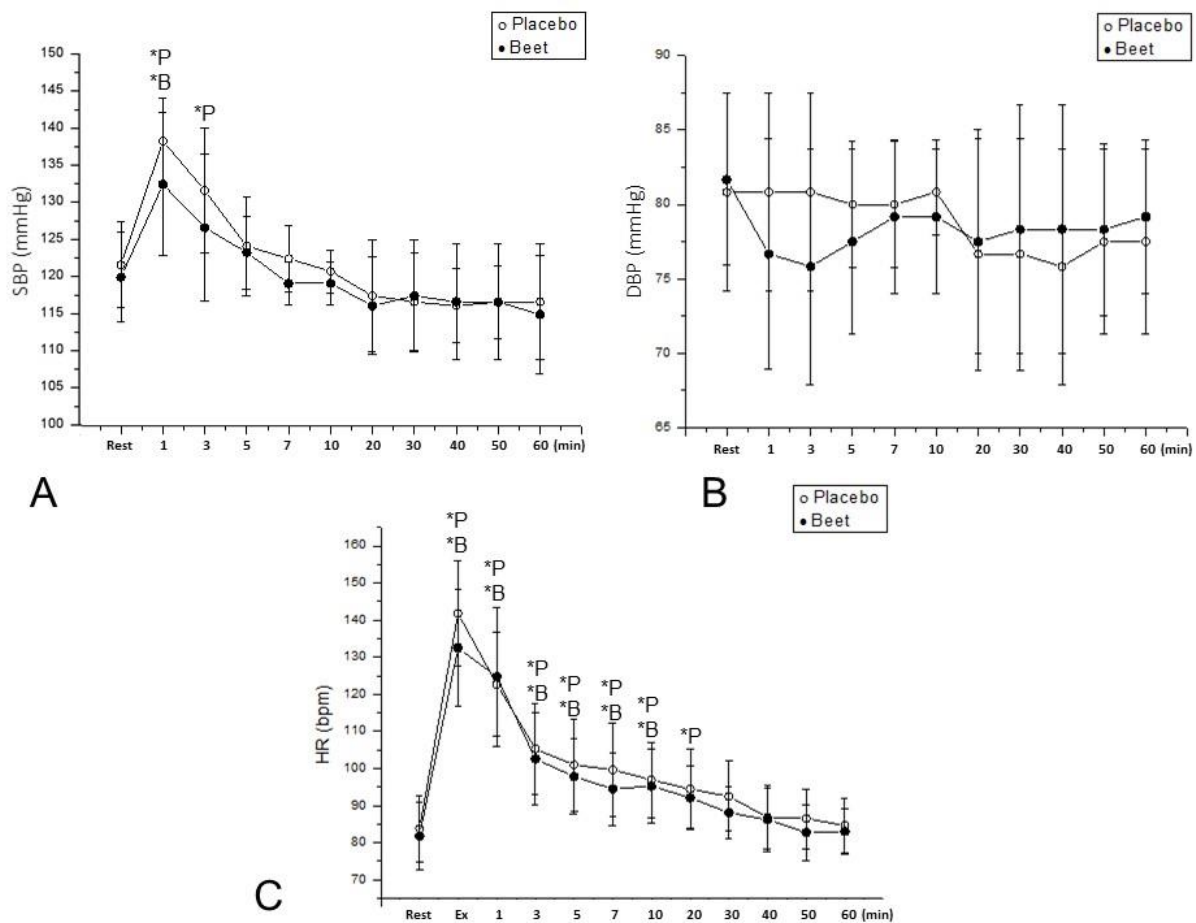 Placebo
Beet
SBP (mmHg)
150
145
140
135
130
125
120
115
110
105
100
*P
*B
*P
Rest 1 3 5 7 10 20 30 40 50 60 (min)
A
Placebo
Beet
DBP (mmHg)
90
85
80
75
70
65
Rest 1 3 5 7 10 20 30 40 50 60 (min)
B
Placebo
Beet
HR (bpm)
160
150
140
130
120
110
100
90
80
70
*P
*B
*P
*B
*P
*B
*P
*B
*P
*B
*P
*B
*P
Rest Ex 1 3 5 7 10 20 30 40 50 60 (min)
C